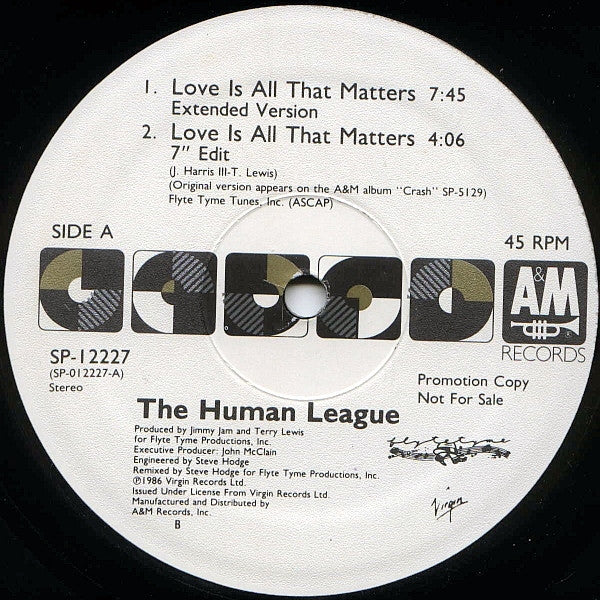 1. Love Is All That Matters 7:45
Extended Version
2. Love Is All That Matters 4:06
7" Edit
(J. Harris III-T. Lewis)
(Original version appears on the A&M album "Crash" SP-5129)
Flyte Tyme Tunes, Inc. (ASCAP)
SIDE A
45 RPM
A&M
RECORDS
SP-12227
(SP-012227-A)
Stereo
Promotion Copy
Not For Sale
The Human League
Produced by Jimmy Jam and Terry Lewis
for Flyte Tyme Productions, Inc.
Executive Producer: John McClain
Engineered by Steve Hodge
Remixed by Steve Hodge for Flyte Tyme Productions, Inc.
℗1986 Virgin Records Ltd.
Issued Under License From Virgin Records Ltd.
Manufactured and Distributed by
A&M Records, Inc.
B
flytetyme
Virgin